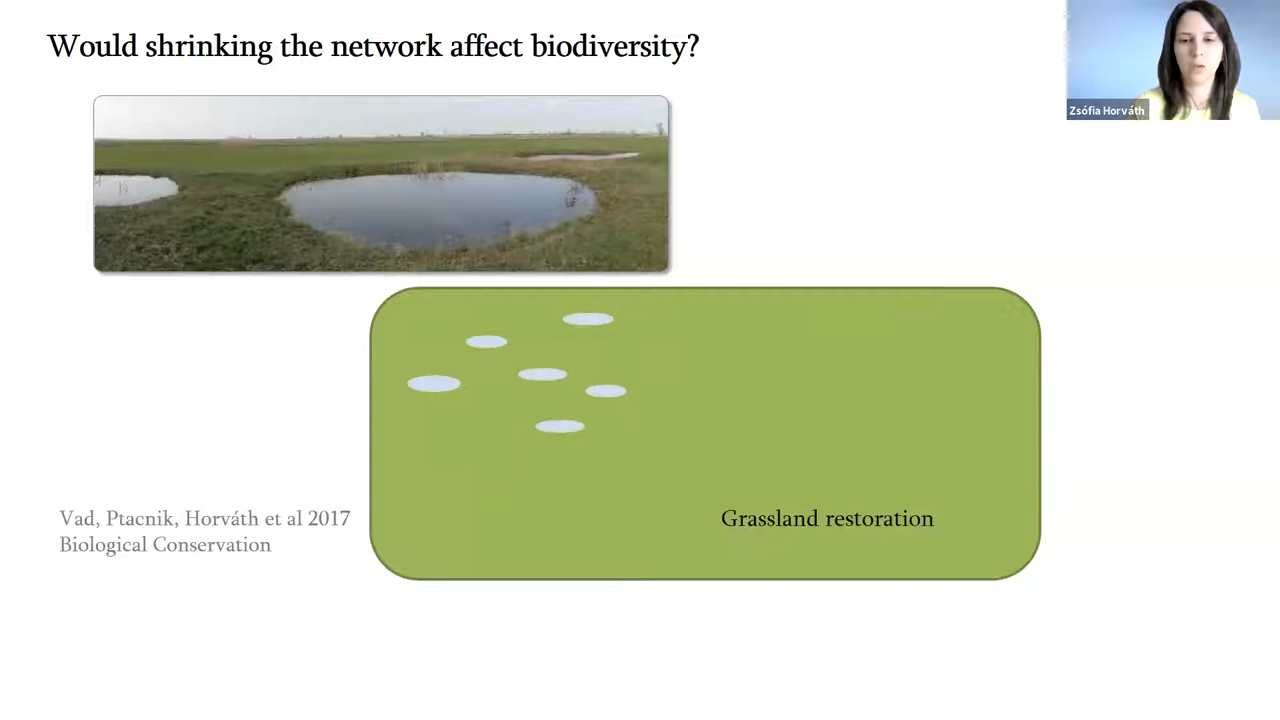 Would shrinking the network affect biodiversity?
Zsófia Horváth
Vad, Ptacnik, Horváth et al 2017
Biological Conservation
Grassland restoration